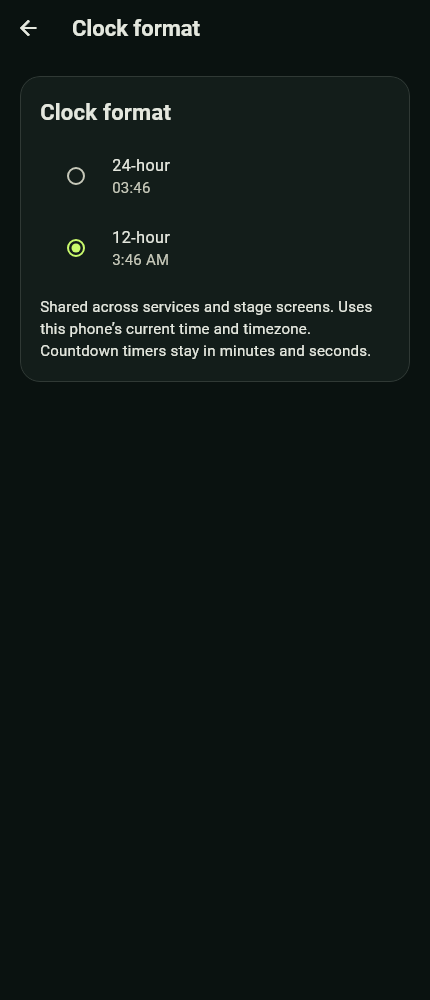 Clock format
Clock format
24-hour
03:46
12-hour
3:46 AM
Shared across services and stage screens. Uses
this phone’s current time and timezone.
Countdown timers stay in minutes and seconds.